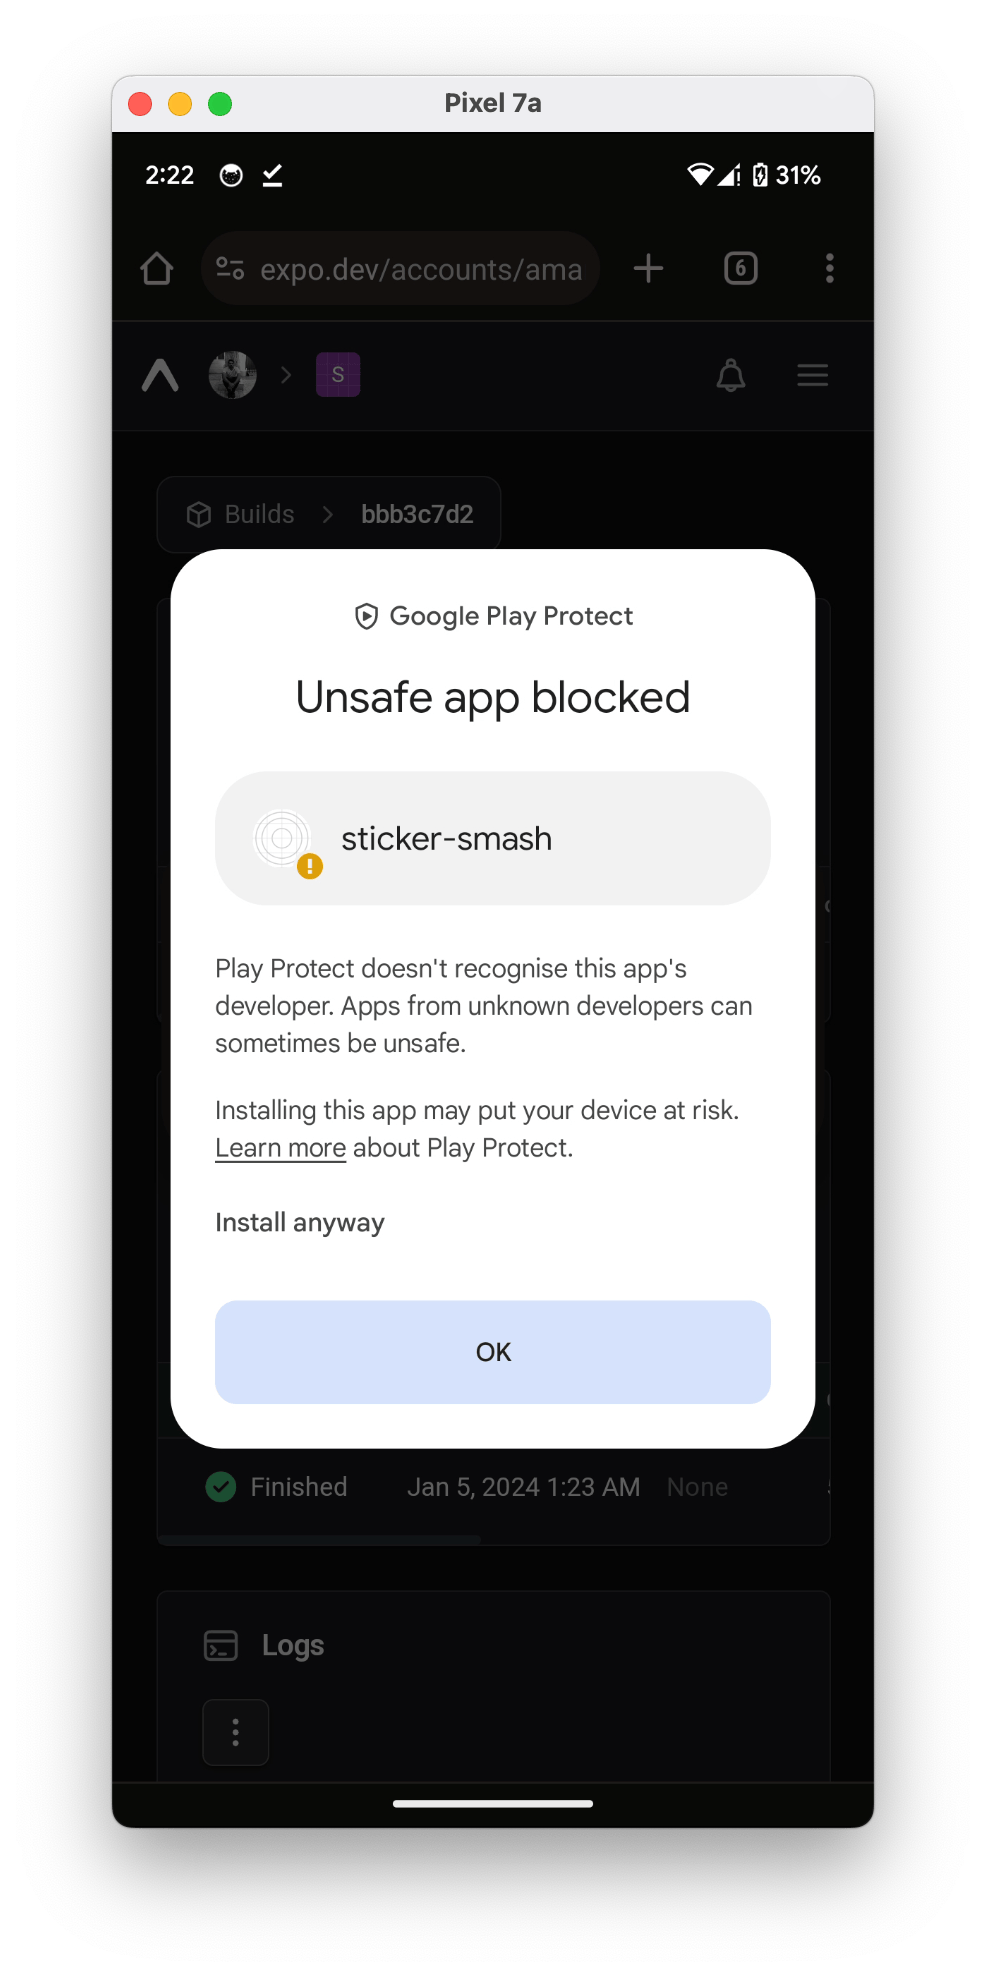 Pixel 7a
2:22 31%
expo.dev/accounts/ama 6
S
Builds bbb3c7d2
Google Play Protect
Unsafe app blocked
sticker-smash
Play Protect doesn't recognise this app's
developer. Apps from unknown developers can
sometimes be unsafe.
Installing this app may put your device at risk.
Learn more about Play Protect.
Install anyway
OK
Finished Jan 5, 2024 1:23 AM None
Logs